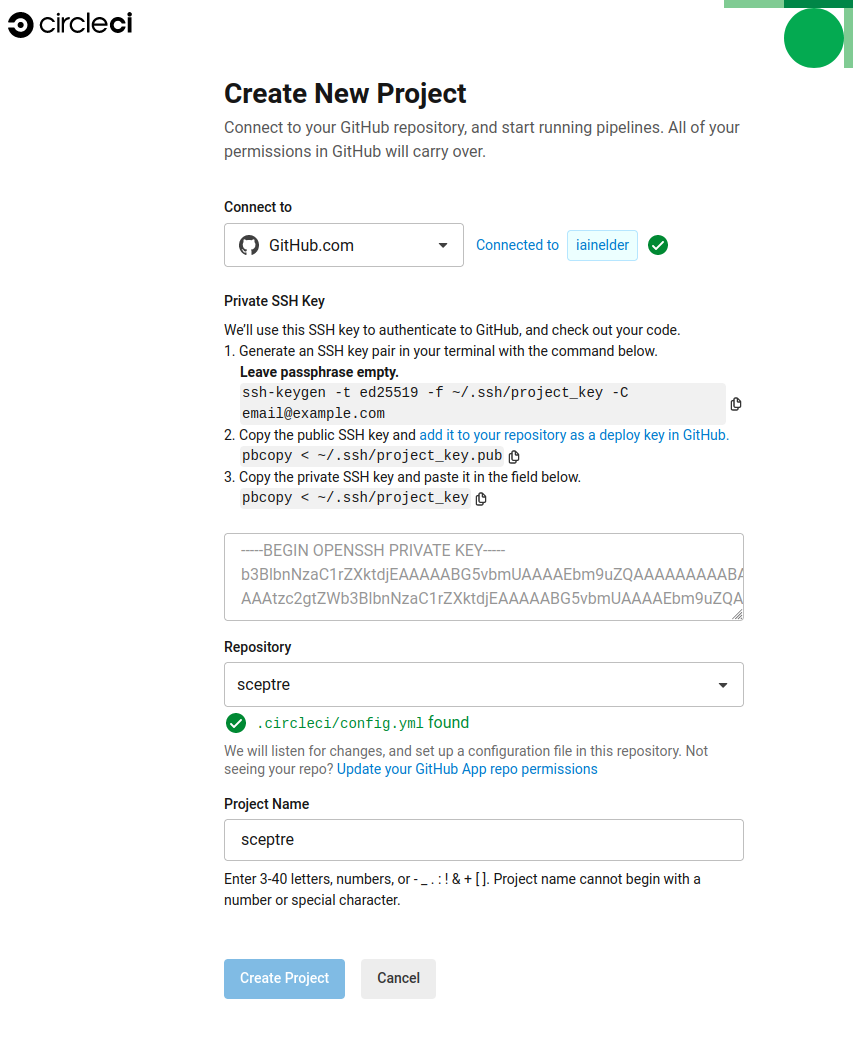 circleci
Create New Project
Connect to your GitHub repository, and start running pipelines. All of your
permissions in GitHub will carry over.
Connect to
GitHub.com
Connected to iainelder
Private SSH Key
We'll use this SSH key to authenticate to GitHub, and check out your code.
1. Generate an SSH key pair in your terminal with the command below.
Leave passphrase empty.
ssh-keygen -t ed25519 -f ~/.ssh/project_key -C
email@example.com
2. Copy the public SSH key and add it to your repository as a deploy key in GitHub.
pbcopy < ~/.ssh/project_key.pub
3. Copy the private SSH key and paste it in the field below.
pbcopy < ~/.ssh/project_key
-----BEGIN OPENSSH PRIVATE KEY-----
b3BlbnNzaC1rZXktdjEAAAAABG5vbmUAAAAEbm9uZQAAAAAAAAABA
AAAtzc2gtZWb3BlbnNzaC1rZXktdjEAAAAABG5vbmUAAAAEbm9uZQA
Repository
sceptre
.circleci/config.yml found
We will listen for changes, and set up a configuration file in this repository. Not
seeing your repo? Update your GitHub App repo permissions
Project Name
sceptre
Enter 3-40 letters, numbers, or - _ . : ! & + [ ]. Project name cannot begin with a
number or special character.
Create Project
Cancel